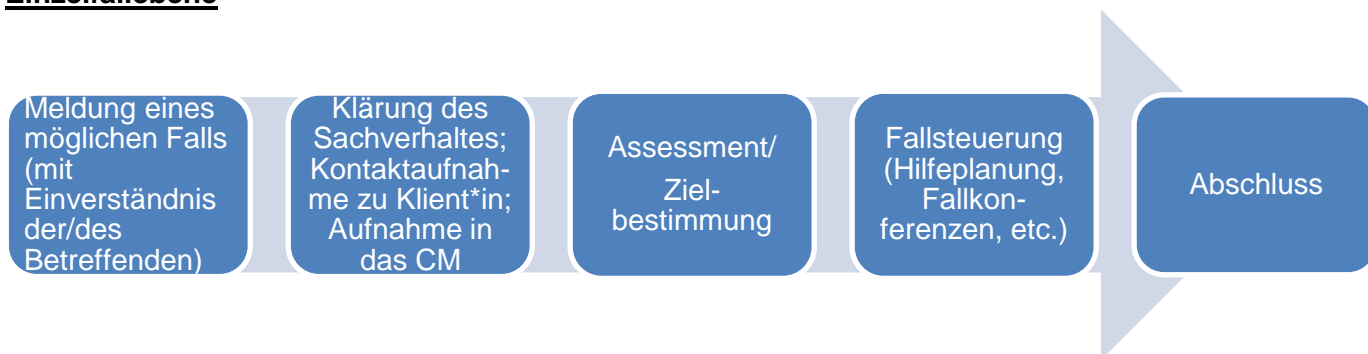 Einzelfallebene
Meldung eines
möglichen Falls
(mit
Einverständnis
der/des
Betreffenden)
Klärung des
Sachverhaltes;
Kontaktaufnah-
me zu Klient*in;
Aufnahme in
das CM
Assessment/
Ziel-
bestimmung
Fallsteuerung
(Hilfeplanung,
Fallkon-
ferenzen, etc.)
Abschluss